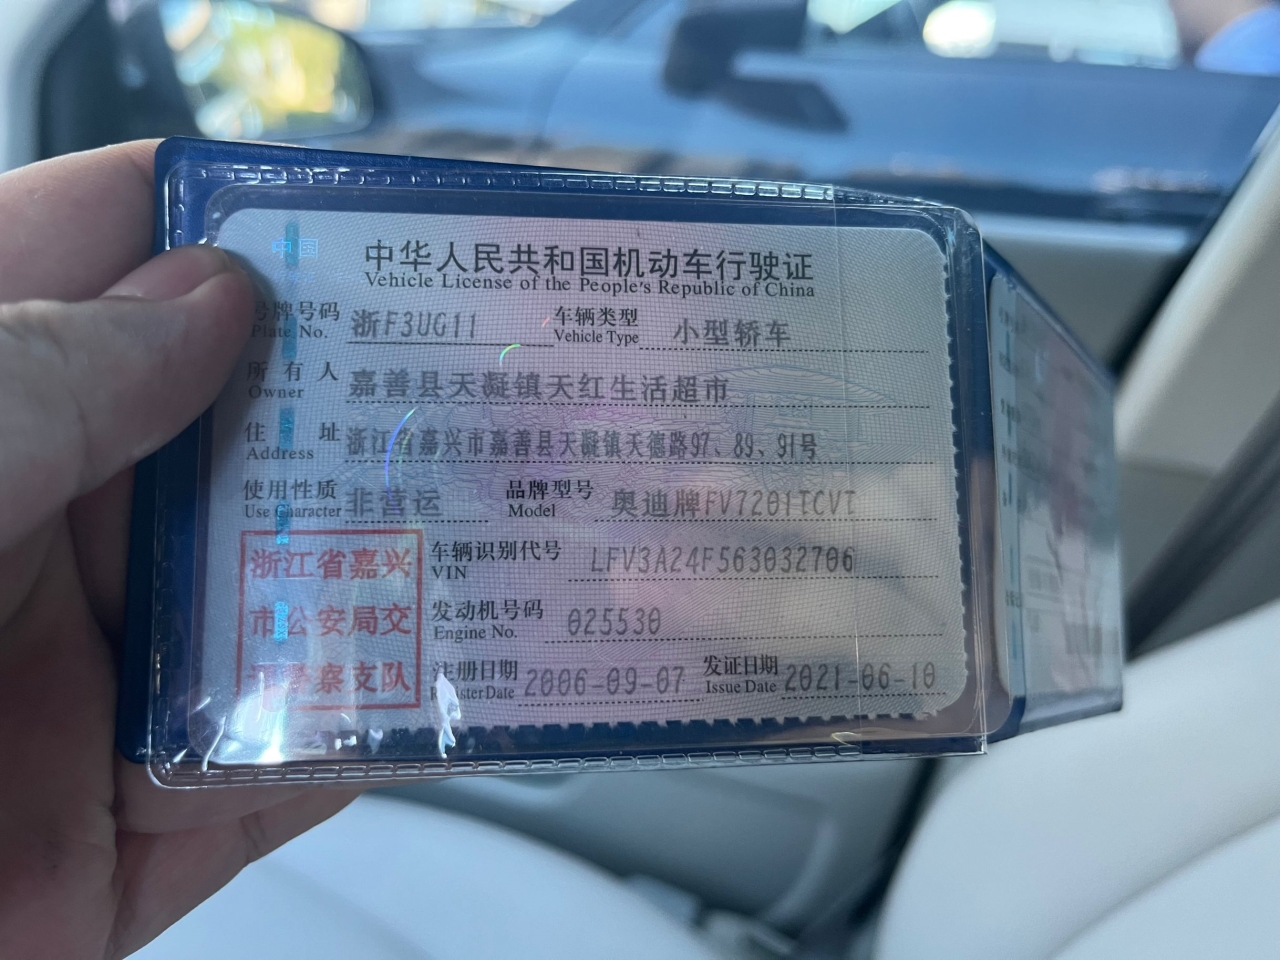 中国
中华人民共和国机动车行驶证
Vehicle License of the People's Republic of China
号牌号码 浙F3UG11 车辆类型 小型轿车
Plate No. Vehicle Type
所有人 嘉善县天凝镇天红生活超市
Owner
住址 浙江省嘉兴市嘉善县天凝镇天德路97、89、91号
Address
使用性质 非营运 品牌型号 奥迪牌FV7201TCVT
Use Character Model
浙江省嘉兴
市公安局交
通警察支队
车辆识别代号 LFV3A24F563032706
VIN
发动机号码 025530
Engine No.
注册日期 2006-09-07 发证日期 2021-06-10
Register Date Issue Date